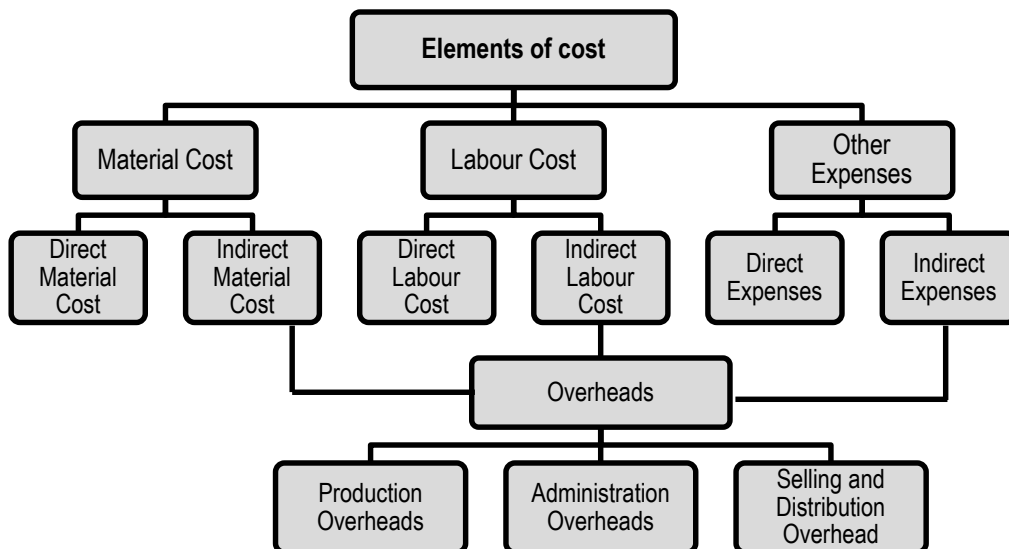 Elements of cost
Material Cost
Labour Cost
Other
Expenses
Direct
Material
Cost
Indirect
Material
Cost
Direct
Labour
Cost
Indirect
Labour
Cost
Direct
Expenses
Indirect
Expenses
Overheads
Production
Overheads
Administration
Overheads
Selling and
Distribution
Overhead